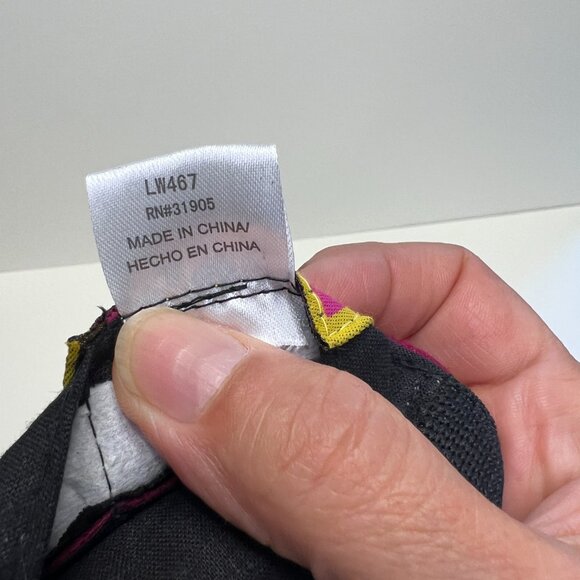 LW467
RN#31905
MADE IN CHINA/
HECHO EN CHINA